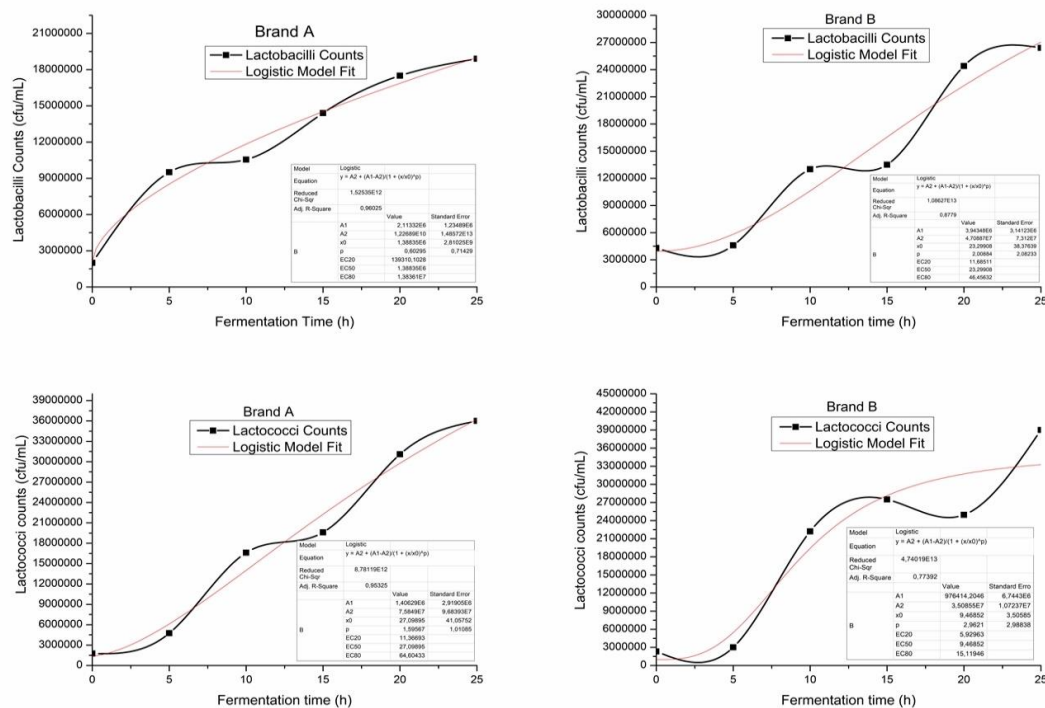 Brand A
Lactobacilli Counts
Logistic Model Fit
Lactobacilli Counts (cfu/mL)
21000000
18000000
15000000
12000000
9000000
6000000
3000000
0
Model Logistic
Equation y = A2 + (A1-A2)/(1 + (x/x0)^p)
Reduced Chi-Sqr 1,52535E12
Adj. R-Square 0,96025
Value Standard Error
A1 2,11332E6 1,23489E6
A2 1,22689E10 1,48572E13
x0 1,38835E6 2,81025E9
B p 0,60295 0,71429
EC20 139310,1028
EC50 1,38835E6
EC80 1,38361E7
0 5 10 15 20 25
Fermentation Time (h)
Brand B
Lactobacilli Counts
Logistic Model Fit
Lactobacilli counts (cfu/mL)
30000000
27000000
24000000
21000000
18000000
15000000
12000000
9000000
6000000
3000000
0
Model Logistic
Equation y = A2 + (A1-A2)/(1 + (x/x0)^p)
Reduced Chi-Sqr 1,08627E13
Adj. R-Square 0,8779
Value Standard Error
A1 3,94348E6 3,14123E6
A2 4,70887E7 7,312E7
x0 23,29908 38,37639
B p 2,00884 2,08233
EC20 11,68511
EC50 23,29908
EC80 46,45632
0 5 10 15 20 25
Fermentation time (h)
Brand A
Lactococci Counts
Logistic Model Fit
Lactococci counts (cfu/mL)
39000000
36000000
33000000
30000000
27000000
24000000
21000000
18000000
15000000
12000000
9000000
6000000
3000000
0
Model Logistic
Equation y = A2 + (A1-A2)/(1 + (x/x0)^p)
Reduced Chi-Sqr 8,78119E12
Adj. R-Square 0,95325
Value Standard Error
A1 1,40629E6 2,91905E6
A2 7,5849E7 9,68393E7
x0 27,09895 41,05752
B p 1,59567 1,01085
EC20 11,36693
EC50 27,09895
EC80 64,60433
0 5 10 15 20 25
Fermentation time (h)
Brand B
Lactococci Counts
Logistic Model Fit
Lactococci counts (cfu/mL)
45000000
42000000
39000000
36000000
33000000
30000000
27000000
24000000
21000000
18000000
15000000
12000000
9000000
6000000
3000000
0
Model Logistic
Equation y = A2 + (A1-A2)/(1 + (x/x0)^p)
Reduced Chi-Sqr 4,74019E13
Adj. R-Square 0,77392
Value Standard Erro
A1 976414,2046 6,7443E6
A2 3,50855E7 1,07237E7
x0 9,46852 3,50585
B p 2,9621 2,98838
EC20 5,92963
EC50 9,46852
EC80 15,11946
0 5 10 15 20 25
Fermentation time (h)